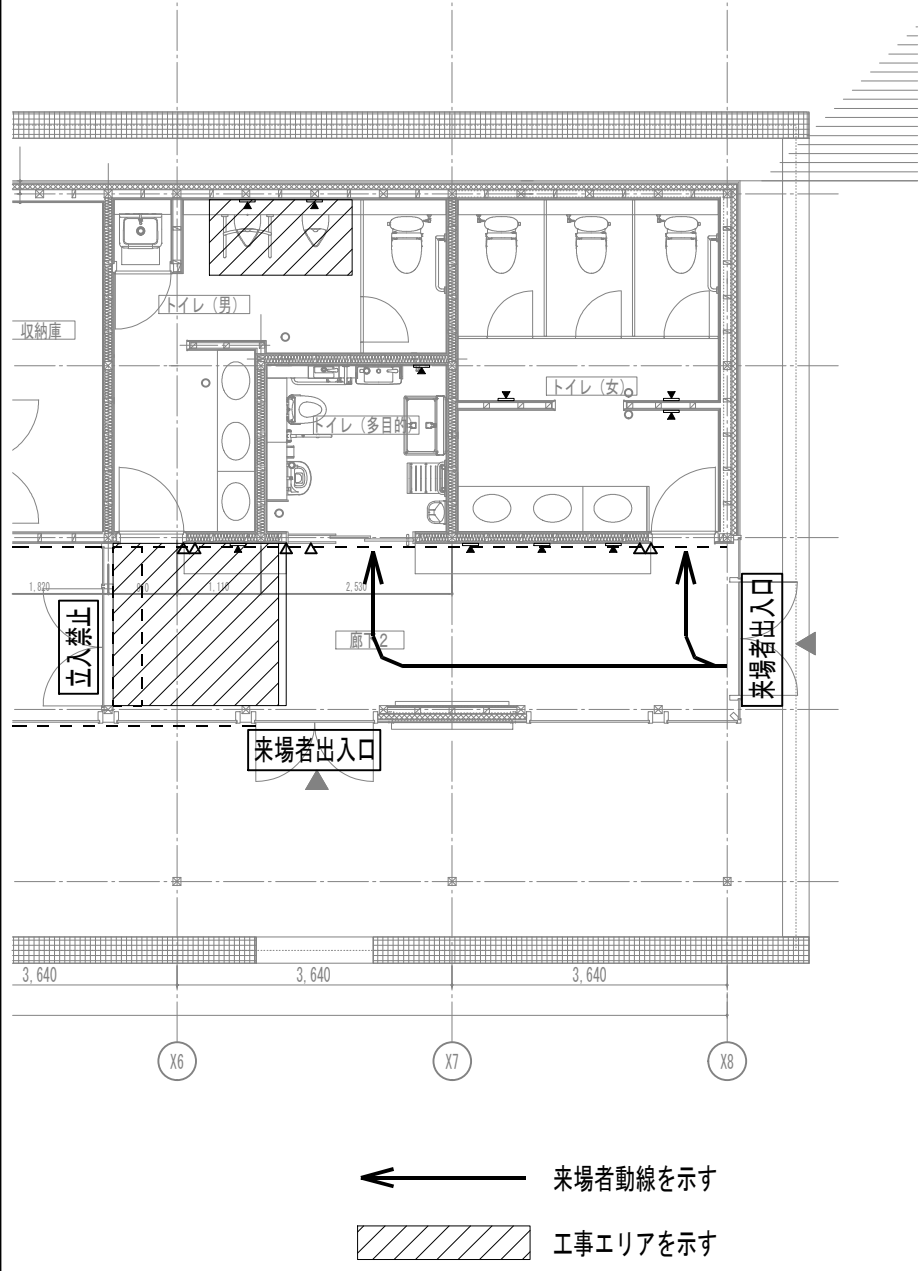 トイレ（男）
収納庫
トイレ（女）
トイレ（多目的）
1,820
910
1,110
2,530
廊下2
立入禁止
来場者出入口
来場者出入口
3,640
3,640
3,640
X6
X7
X8
来場者動線を示す
工事エリアを示す